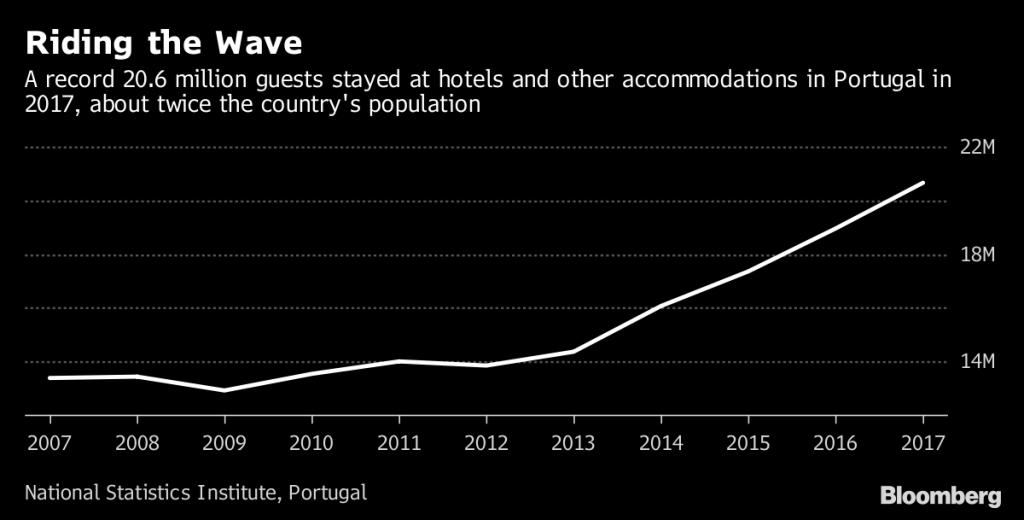 Riding the Wave
A record 20.6 million guests stayed at hotels and other accommodations in Portugal in
2017, about twice the country's population
22M
18M
14M
2007 2008 2009 2010 2011 2012 2013 2014 2015 2016 2017
National Statistics Institute, Portugal
Bloomberg